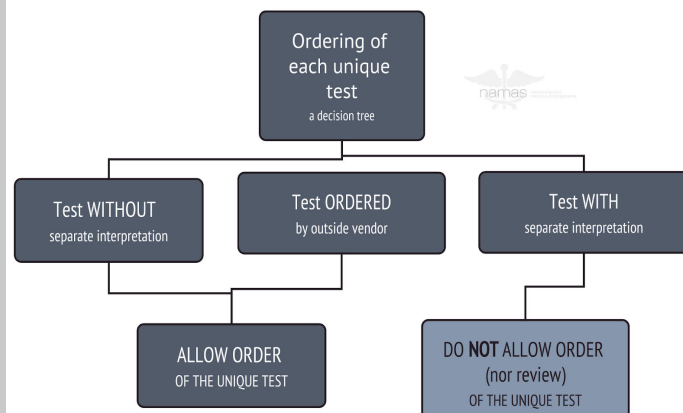 Ordering of
each unique
test
a decision tree
namas
Test WITHOUT
separate interpretation
Test ORDERED
by outside vendor
Test WITH
separate interpretation
ALLOW ORDER
OF THE UNIQUE TEST
DO NOT ALLOW ORDER
(nor review)
OF THE UNIQUE TEST